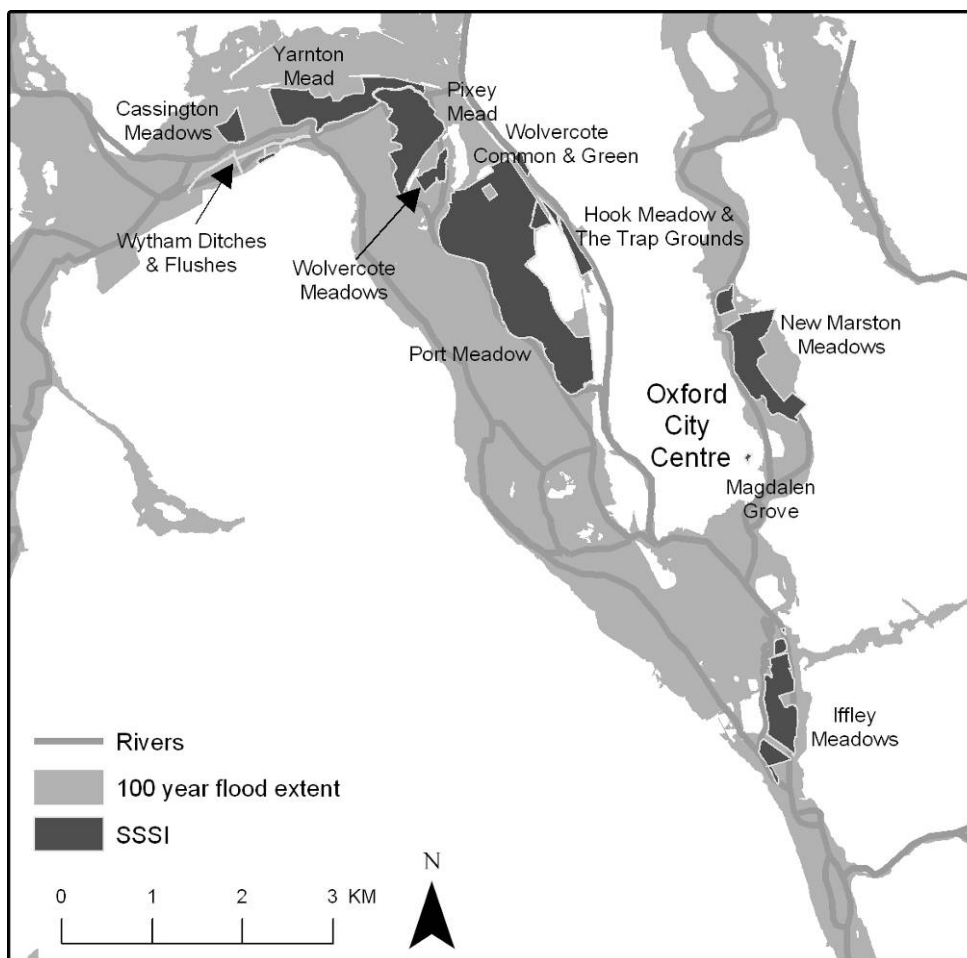 Yarnton
Mead
Cassington
Meadows
Pixey
Mead
Wolvercote
Common & Green
Hook Meadow &
The Trap Grounds
Wytham Ditches
& Flushes
Wolvercote
Meadows
Port Meadow
New Marston
Meadows
Oxford
City
Centre
Magdalen
Grove
Iffley
Meadows
Rivers
100 year flood extent
SSSI
0 1 2 3 KM
N